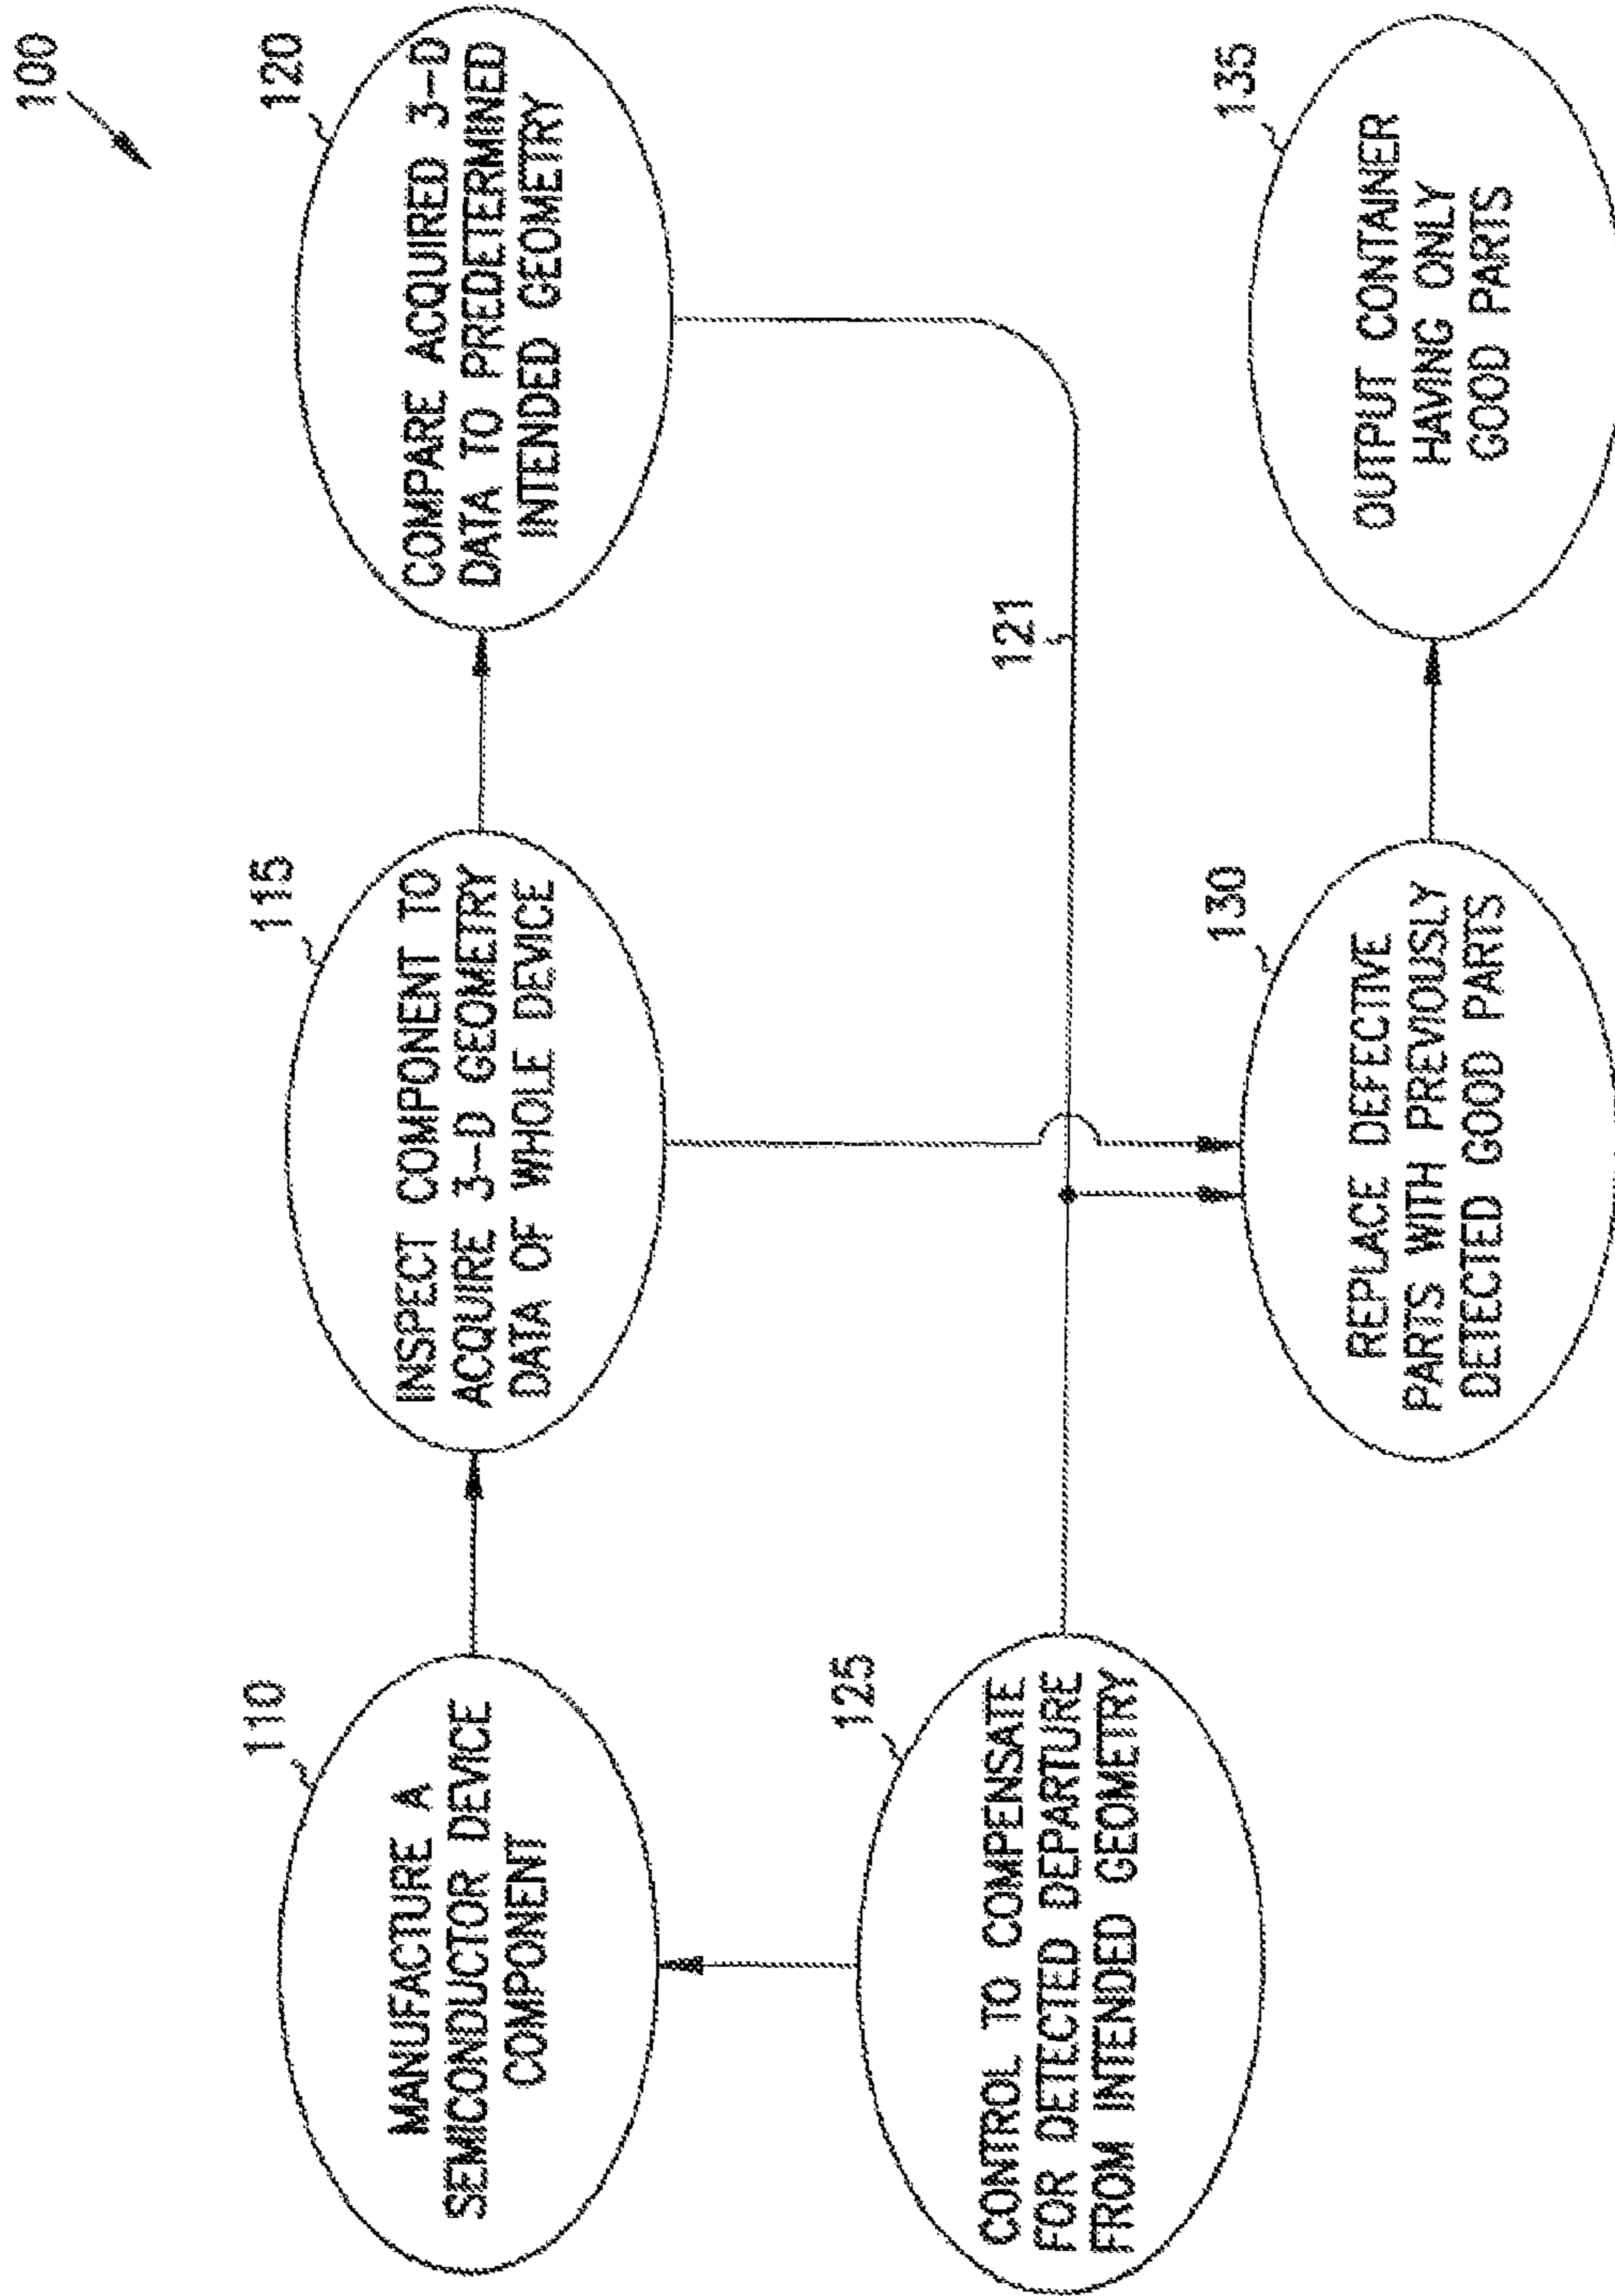 100
110
MANUFACTURE A
SEMICONDUCTOR DEVICE
COMPONENT
115
INSPECT COMPONENT TO
ACQUIRE 3-D GEOMETRY
DATA OF WHOLE DEVICE
120
COMPARE ACQUIRED 3-D
DATA TO PREDETERMINED
INTENDED GEOMETRY
121
125
CONTROL TO COMPENSATE
FOR DETECTED DEPARTURE
FROM INTENDED GEOMETRY
130
REPLACE DEFECTIVE
PARTS WITH PREVIOUSLY
DETECTED GOOD PARTS
135
OUTPUT CONTAINER
HAVING ONLY
GOOD PARTS